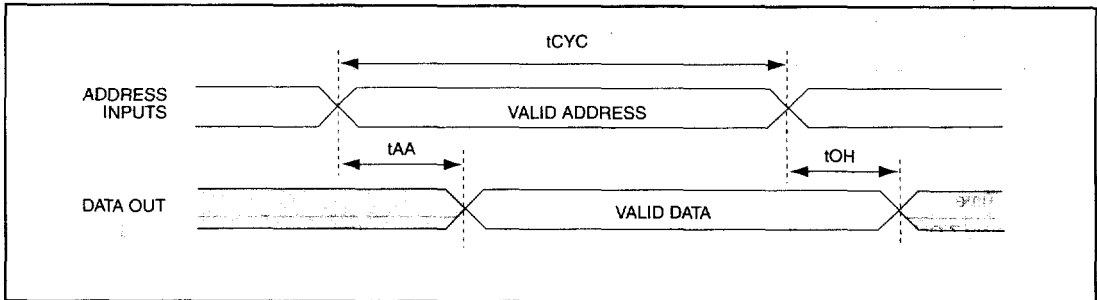 tCYC
ADDRESS
INPUTS
VALID ADDRESS
tAA
tOH
DATA OUT
VALID DATA